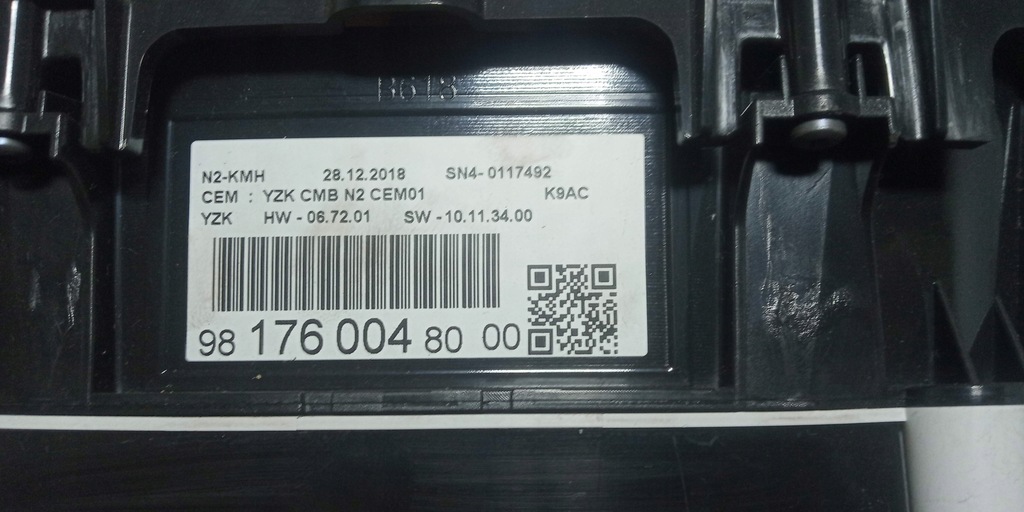 B618
N2-KMH 28.12.2018 SN4-0117492
CEM : YZK CMB N2 CEM01 K9AC
YZK HW -06.72.01 SW -10.11.34.00
98 176 004 80 00